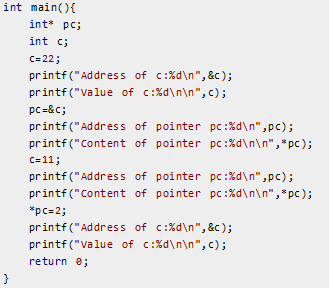 int main(){
int* pc;
int c;
c=22;
printf("Address of c:%d\n",&c);
printf("Value of c:%d\n\n",c);
pc=&c;
printf("Address of pointer pc:%d\n",pc);
printf("Content of pointer pc:%d\n\n",*pc);
c=11;
printf("Address of pointer pc:%d\n",pc);
printf("Content of pointer pc:%d\n\n",*pc);
*pc=2;
printf("Address of c:%d\n",&c);
printf("Value of c:%d\n\n",c);
return 0;
}